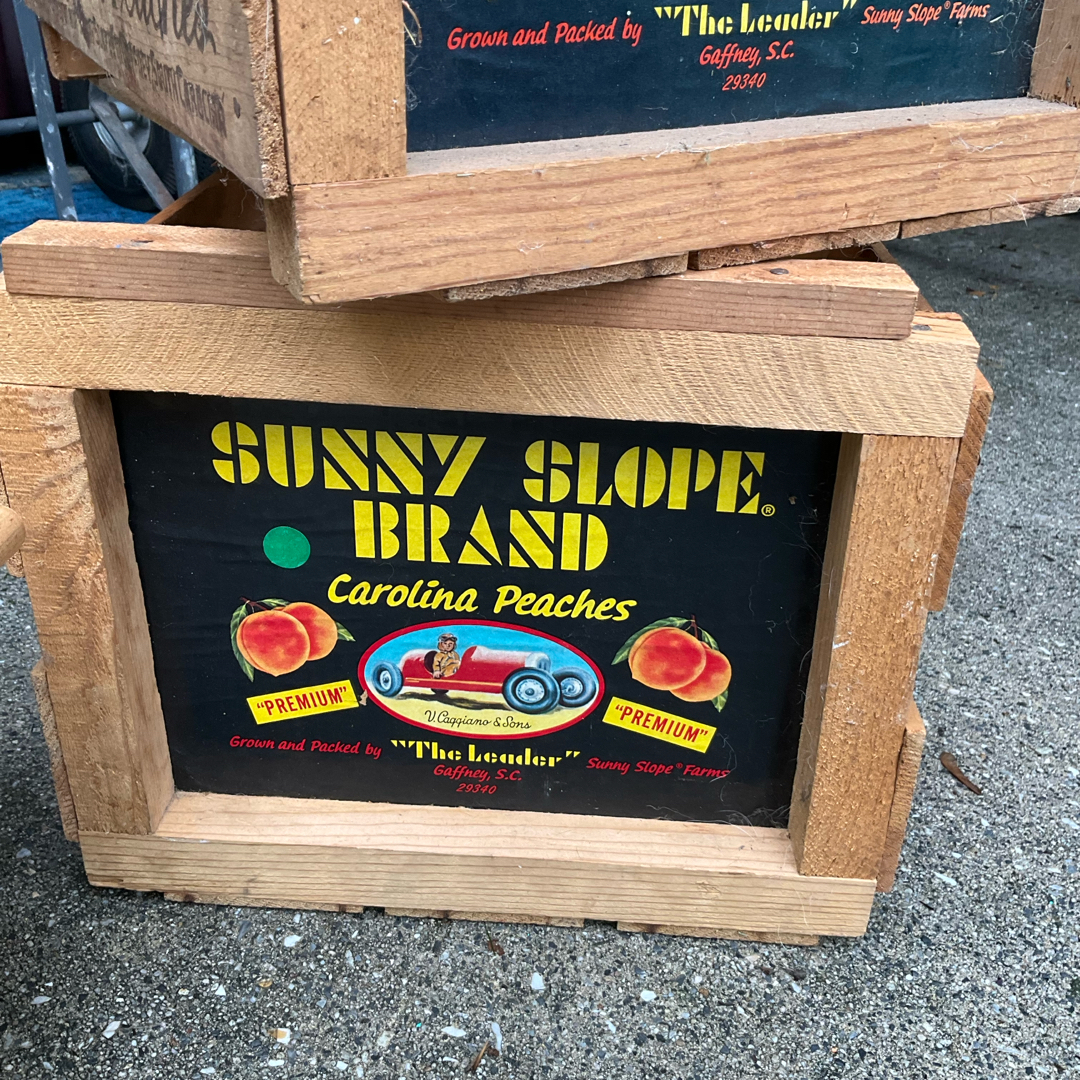 Grown and Packed by "The Leader" Sunny Slope® Farms
Gaffney, S.C.
29340
SUNNY SLOPE®
BRAND
Carolina Peaches
"PREMIUM"
V. Caggiano & Sons
"PREMIUM"
Grown and Packed by "The Leader" Sunny Slope® Farms
Gaffney, S.C.
29340